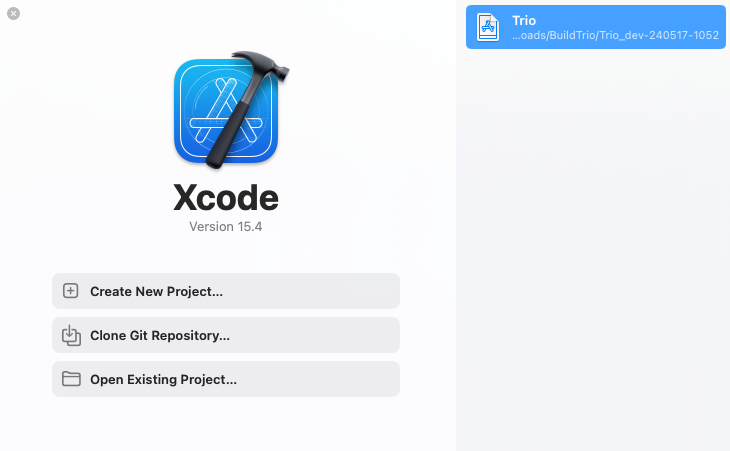 Xcode
Version 15.4
Create New Project...
Clone Git Repository...
Open Existing Project...
Trio
...oads/BuildTrio/Trio_dev-240517-1052